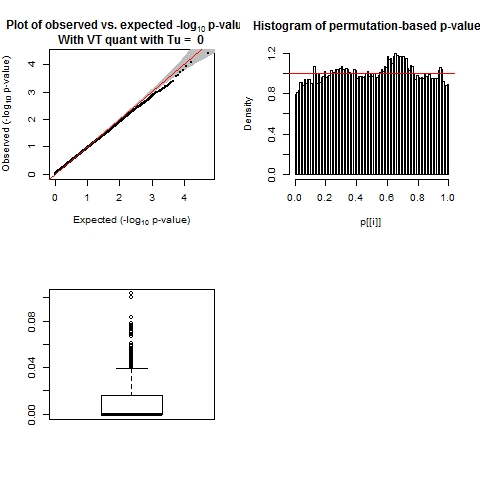 Plot of observed vs. expected -log10 p-valu
With VT quant with Tu = 0
Observed (-log10 p-value)
4
3
2
1
0
0 1 2 3 4
Expected (-log10 p-value)
Histogram of permutation-based p-value
Density
1.2
0.8
0.4
0.0
0.0 0.2 0.4 0.6 0.8 1.0
p[[i]]
0.08
0.04
0.00